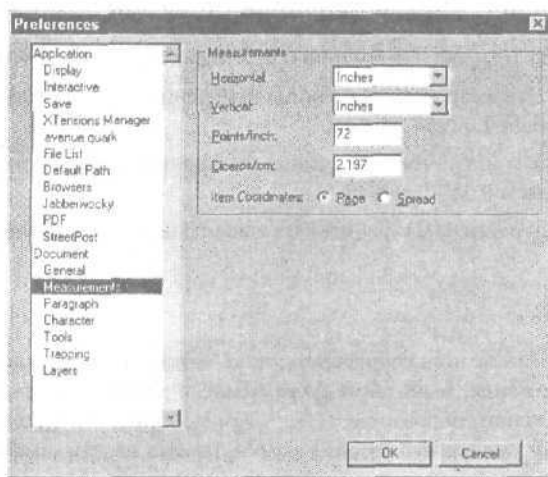 Preferences
Application
Display
Interactive
Save
XTensions Manager
avenue.quark
File List
Default Path
Browsers
Jabberwocky
PDF
StreetPost
Document
General
Measurements
Paragraph
Character
Tools
Trapping
Layers
Measurements
Horizontal: Inches
Vertical: Inches
Points/inch: 72
Ciceros/cm: 2.197
Item Coordinates: Page Spread
OK Cancel